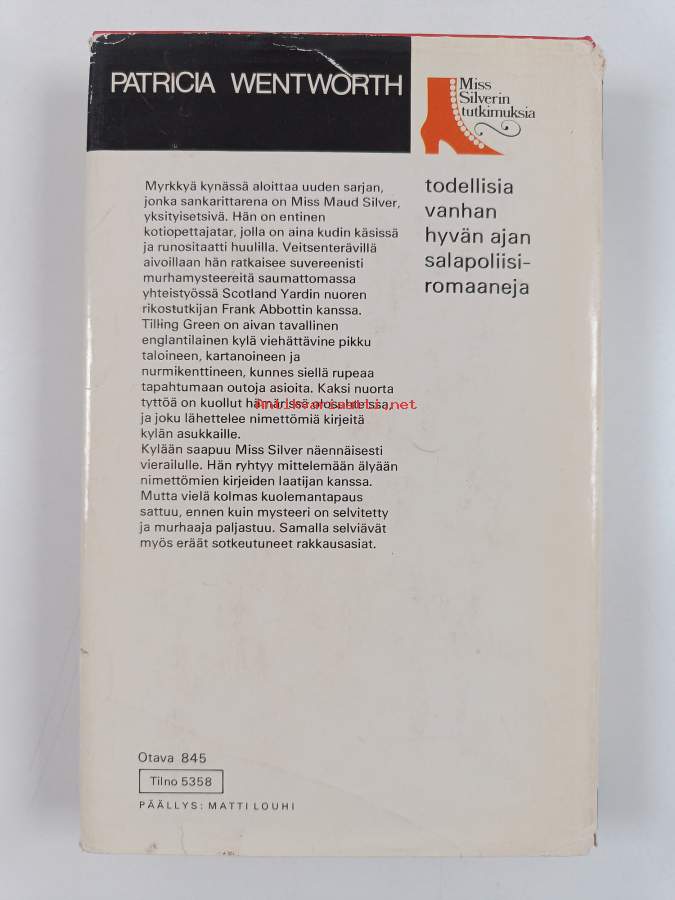 PATRICIA WENTWORTH
Miss
Silverin
tutkimuksia
todellisia
vanhan
hyvän ajan
salapoliisi-
romaaneja
Myrkkyä kynässä aloittaa uuden sarjan,
jonka sankarittarena on Miss Maud Silver,
yksityisetsivä. Hän on entinen
kotiopettajatar, jolla on aina kudin käsissä
ja runositaatti huulilla. Veitsenterävillä
aivoillaan hän ratkaisee suvereenisti
murhamysteereitä saumattomassa
yhteistyössä Scotland Yardin nuoren
rikostutkijan Frank Abbottin kanssa.
Tilling Green on aivan tavallinen
englantilainen kylä viehättävine pikku
taloineen, kartanoineen ja
nurmikenttineen, kunnes siellä rupeaa
tapahtumaan outoja asioita. Kaksi nuorta
tyttöä on kuollut hämärissä olosuhteissa,
ja joku lähettelee nimettömiä kirjeitä
kylän asukkaille.
Kylään saapuu Miss Silver näennäisesti
vierailulle. Hän ryhtyy mittelemään älyään
nimettömien kirjeiden laatijan kanssa.
Mutta vielä kolmas kuolemantapaus
sattuu, ennen kuin mysteeri on selvitetty
ja murhaaja paljastuu. Samalla selviävät
myös eräät sotkeutuneet rakkausasiat.
Otava 845
Tilno 5358
PÄÄLLYS: MATTI LOUHI